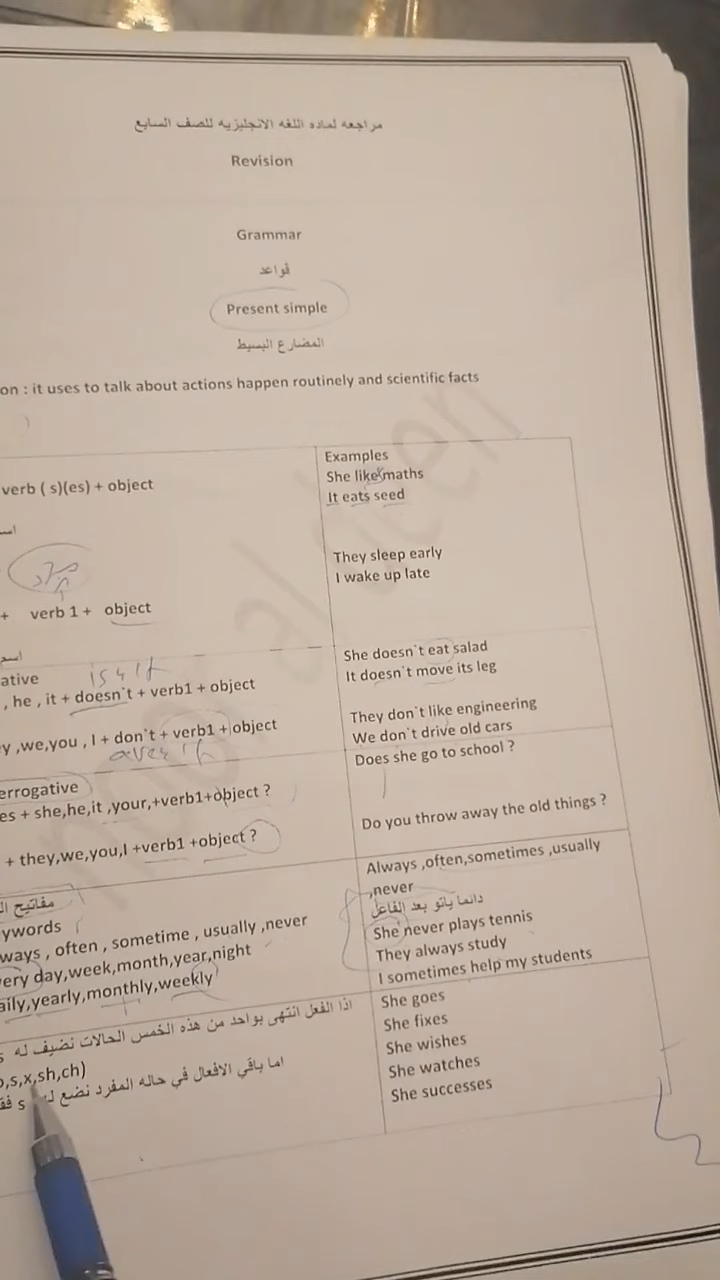 مراجعه لماده اللغه الانجليزيه للصف السابع
Revision
Grammar
قواعد
Present simple
المضارع البسيط
on : it uses to talk about actions happen routinely and scientific facts
verb ( s)(es) + object
Examples
She like maths
It eats seed
They sleep early
I wake up late
+ verb 1 + object
ative
, he , it + doesn`t + verb1 + object
She doesn`t eat salad
It doesn`t move its leg
y ,we,you , I + don't + verb1 + object
They don`t like engineering
We don`t drive old cars
errogative
es + she,he,it ,your,+verb1+object ?
Does she go to school ?
+ they,we,you,I +verb1 +object ?
Do you throw away the old things ?
مفاتيح ال
ywords
ways , often , sometime , usually ,never
ery day,week,month,year,night
aily,yearly,monthly,weekly
Always ,often,sometimes ,usually
,never
دائما ياتو بعد الفاعل
She never plays tennis
They always study
I sometimes help my students
اذا الفعل انتهى بواحد من هذه الخمس الحالات نضيف له s
o,s,x,sh,ch)
اما باقي الافعال في حاله المفرد نضع له s فق
She goes
She fixes
She wishes
She watches
She successes